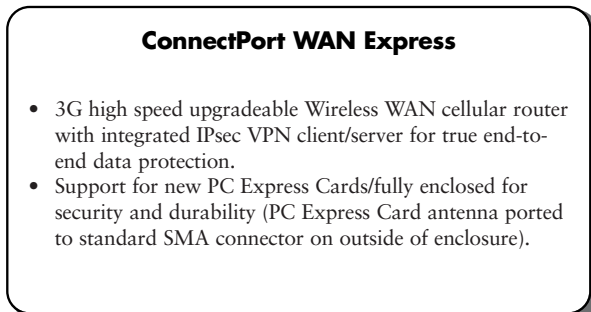 ConnectPort WAN Express
• 3G high speed upgradeable Wireless WAN cellular router
with integrated IPsec VPN client/server for true end-to-
end data protection.
• Support for new PC Express Cards/fully enclosed for
security and durability (PC Express Card antenna ported
to standard SMA connector on outside of enclosure).